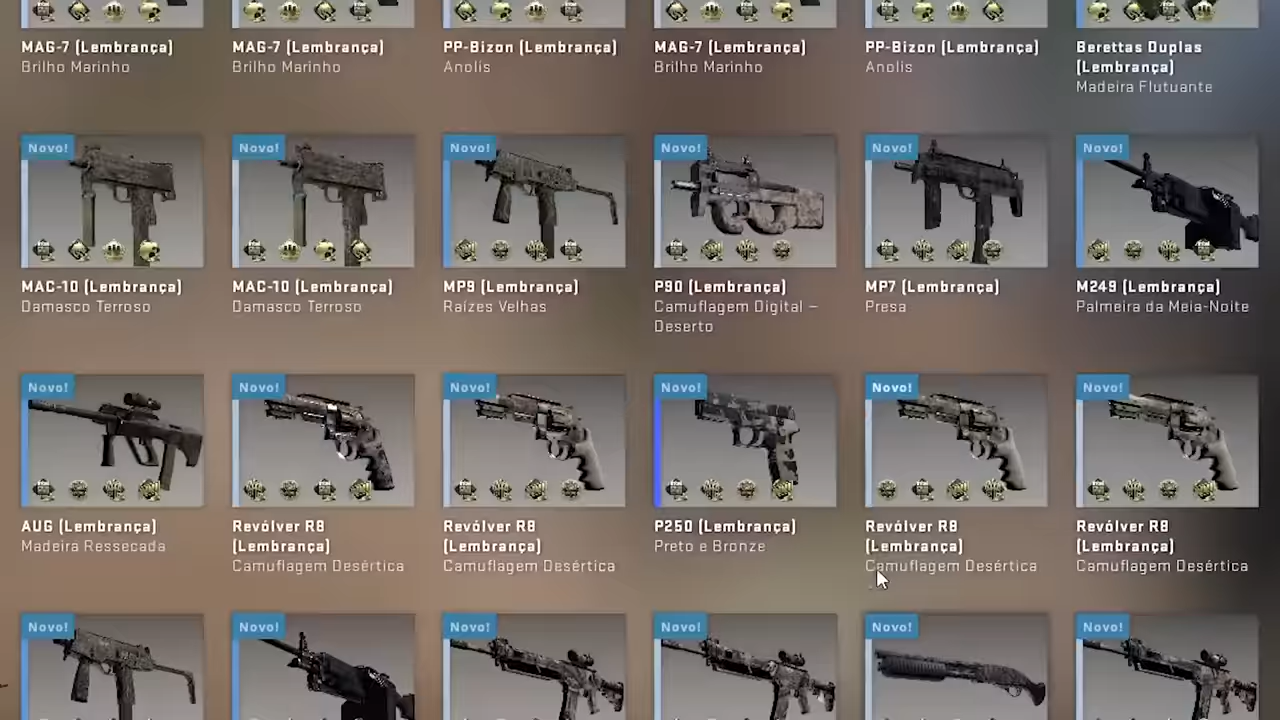 MAG-7 (Lembrança)
Brilho Marinho
MAG-7 (Lembrança)
Brilho Marinho
PP-Bizon (Lembrança)
Anolis
MAG-7 (Lembrança)
Brilho Marinho
PP-Bizon (Lembrança)
Anolis
Berettas Duplas
(Lembrança)
Madeira Flutuante
Novo!
MAC-10 (Lembrança)
Damasco Terroso
Novo!
MAC-10 (Lembrança)
Damasco Terroso
Novo!
MP9 (Lembrança)
Raízes Velhas
Novo!
P90 (Lembrança)
Camuflagem Digital –
Deserto
Novo!
MP7 (Lembrança)
Presa
Novo!
M249 (Lembrança)
Palmeira da Meia-Noite
Novo!
AUG (Lembrança)
Madeira Ressecada
Novo!
Revólver R8
(Lembrança)
Camuflagem Desértica
Novo!
Revólver R8
(Lembrança)
Camuflagem Desértica
Novo!
P250 (Lembrança)
Preto e Bronze
Novo!
Revólver R8
(Lembrança)
Camuflagem Desértica
Novo!
Revólver R8
(Lembrança)
Camuflagem Desértica
Novo!
Novo!
Novo!
Novo!
Novo!
Novo!